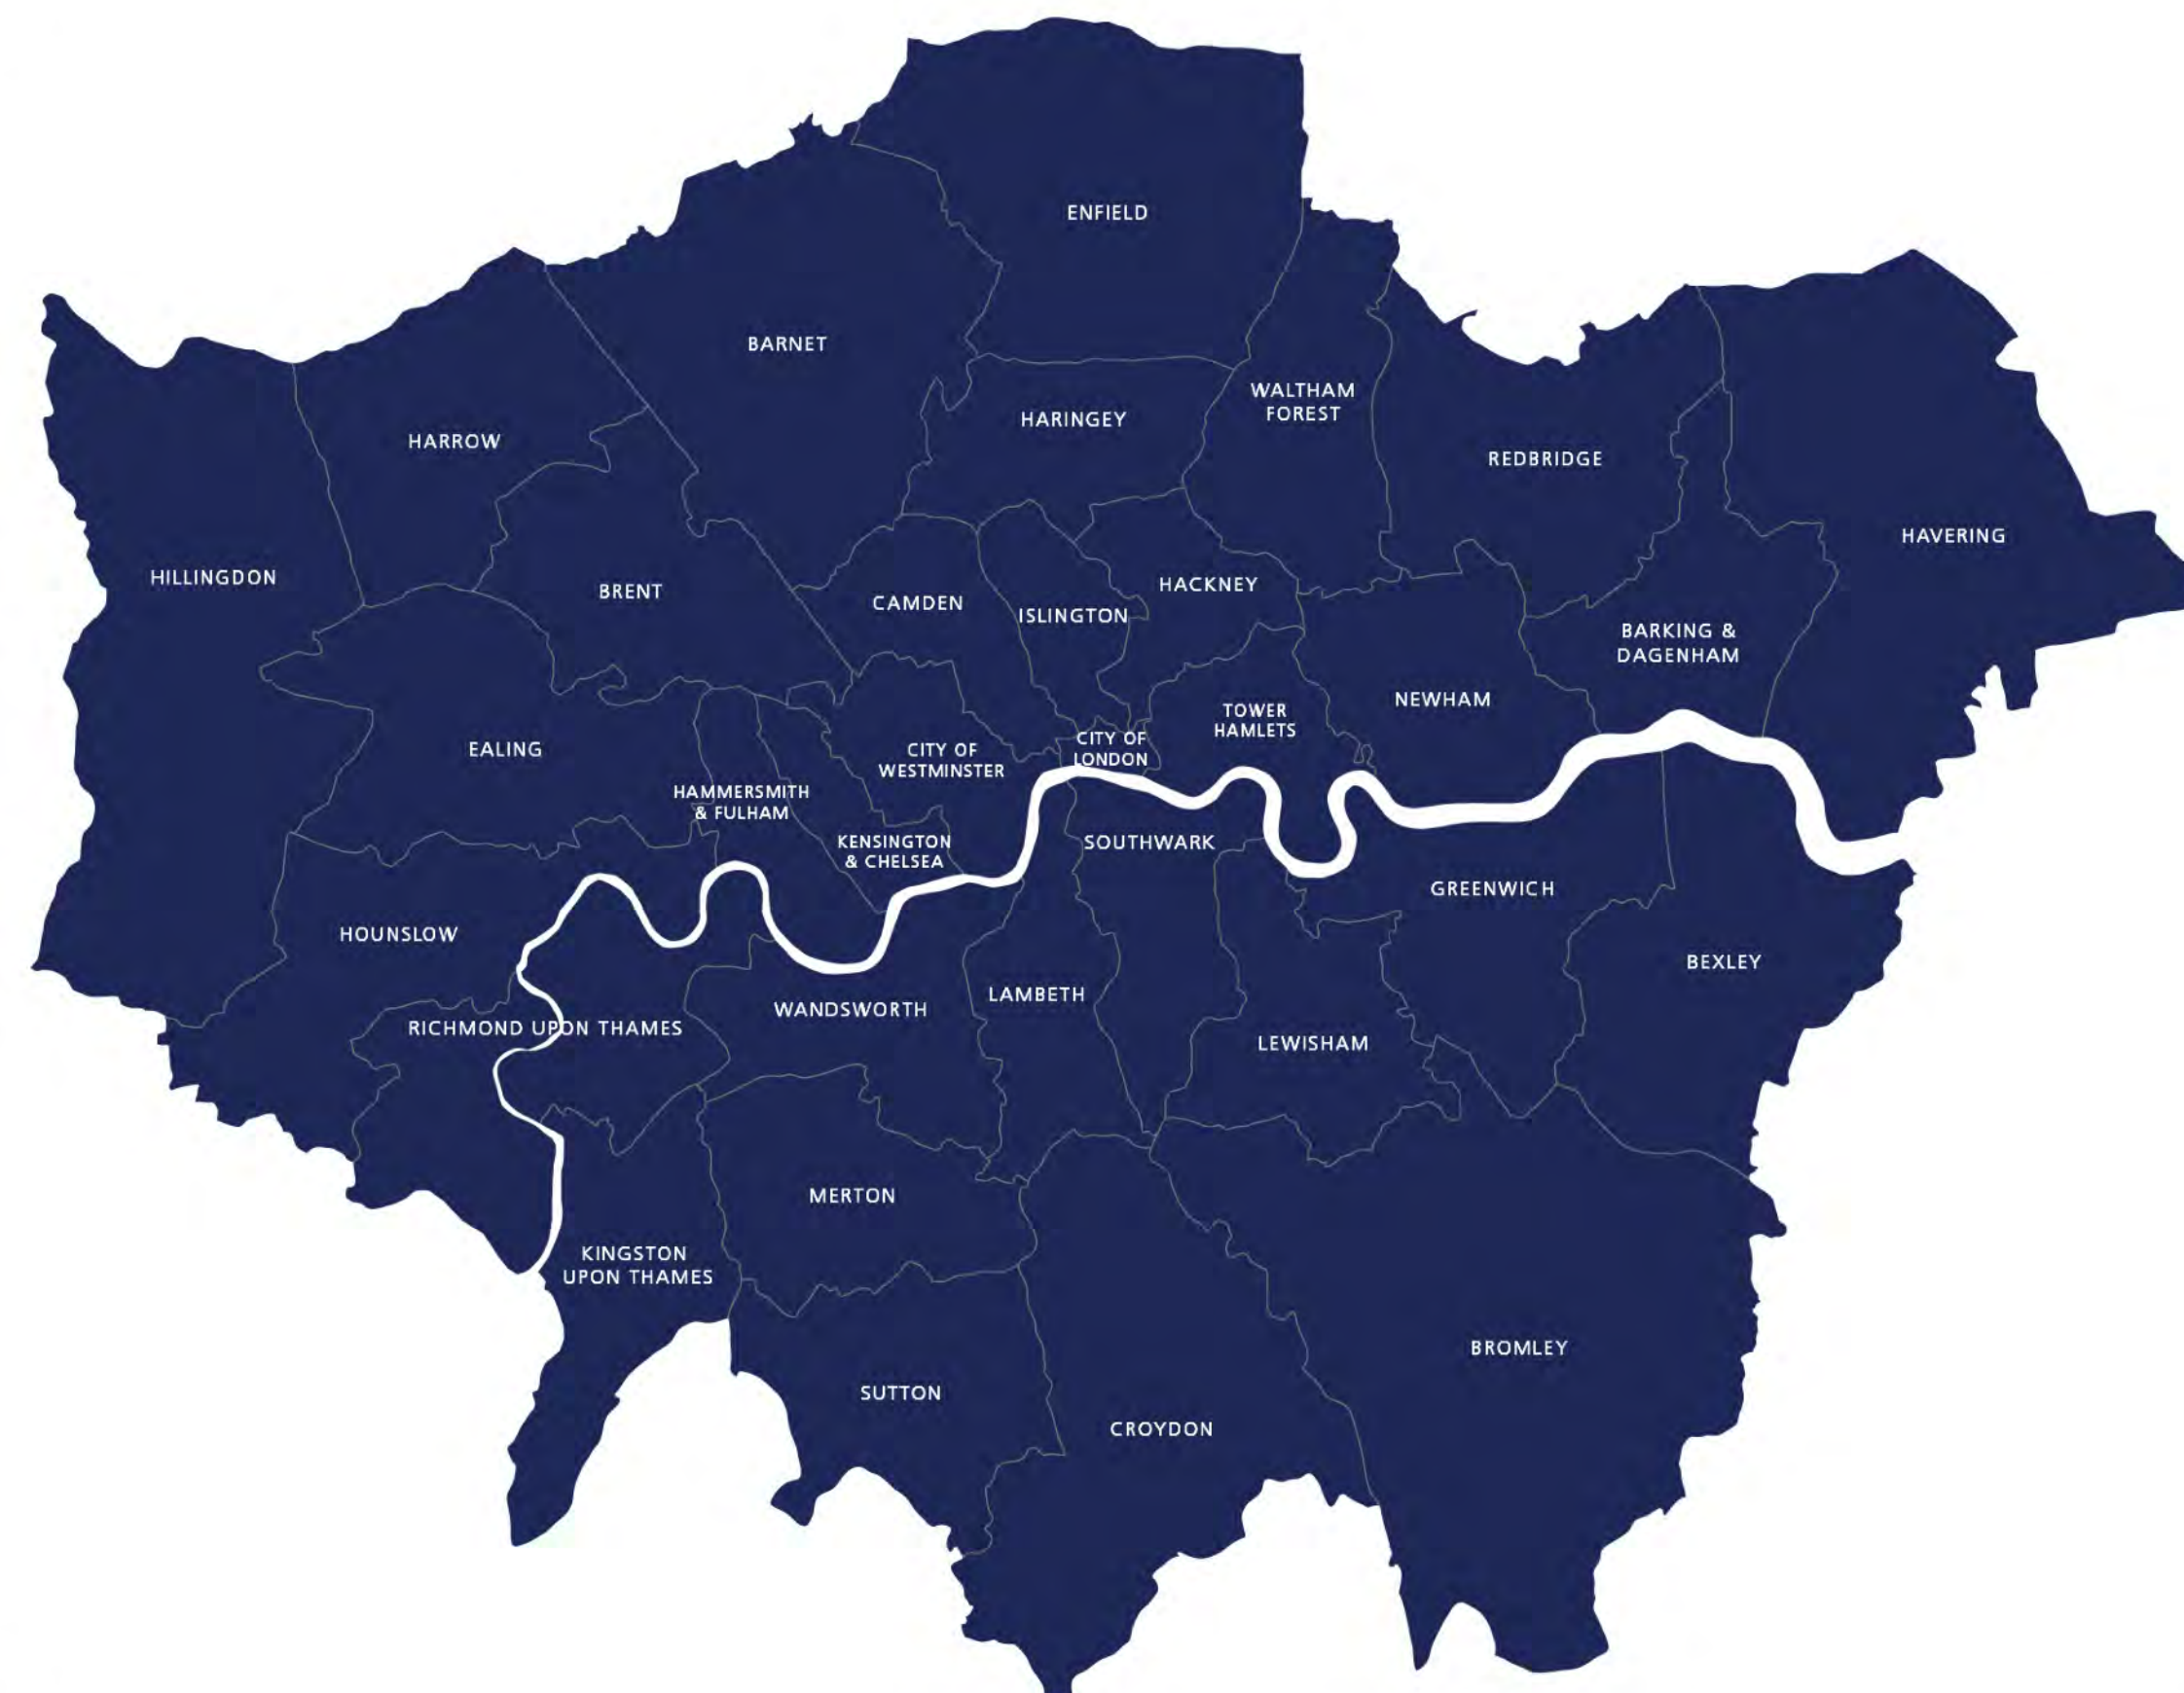 ENFIELD
BARNET
WALTHAM
FOREST
HARINGEY
HARROW
REDBRIDGE
HAVERING
HILLINGDON
BRENT
CAMDEN
ISLINGTON
HACKNEY
BARKING &
DAGENHAM
NEWHAM
TOWER
HAMLETS
EALING
CITY OF
WESTMINSTER
CITY OF
LONDON
HAMMERSMITH
& FULHAM
KENSINGTON
& CHELSEA
SOUTHWARK
GREENWICH
HOUNSLOW
BEXLEY
RICHMOND UPON THAMES
WANDSWORTH
LAMBETH
LEWISHAM
MERTON
KINGSTON
UPON THAMES
BROMLEY
SUTTON
CROYDON